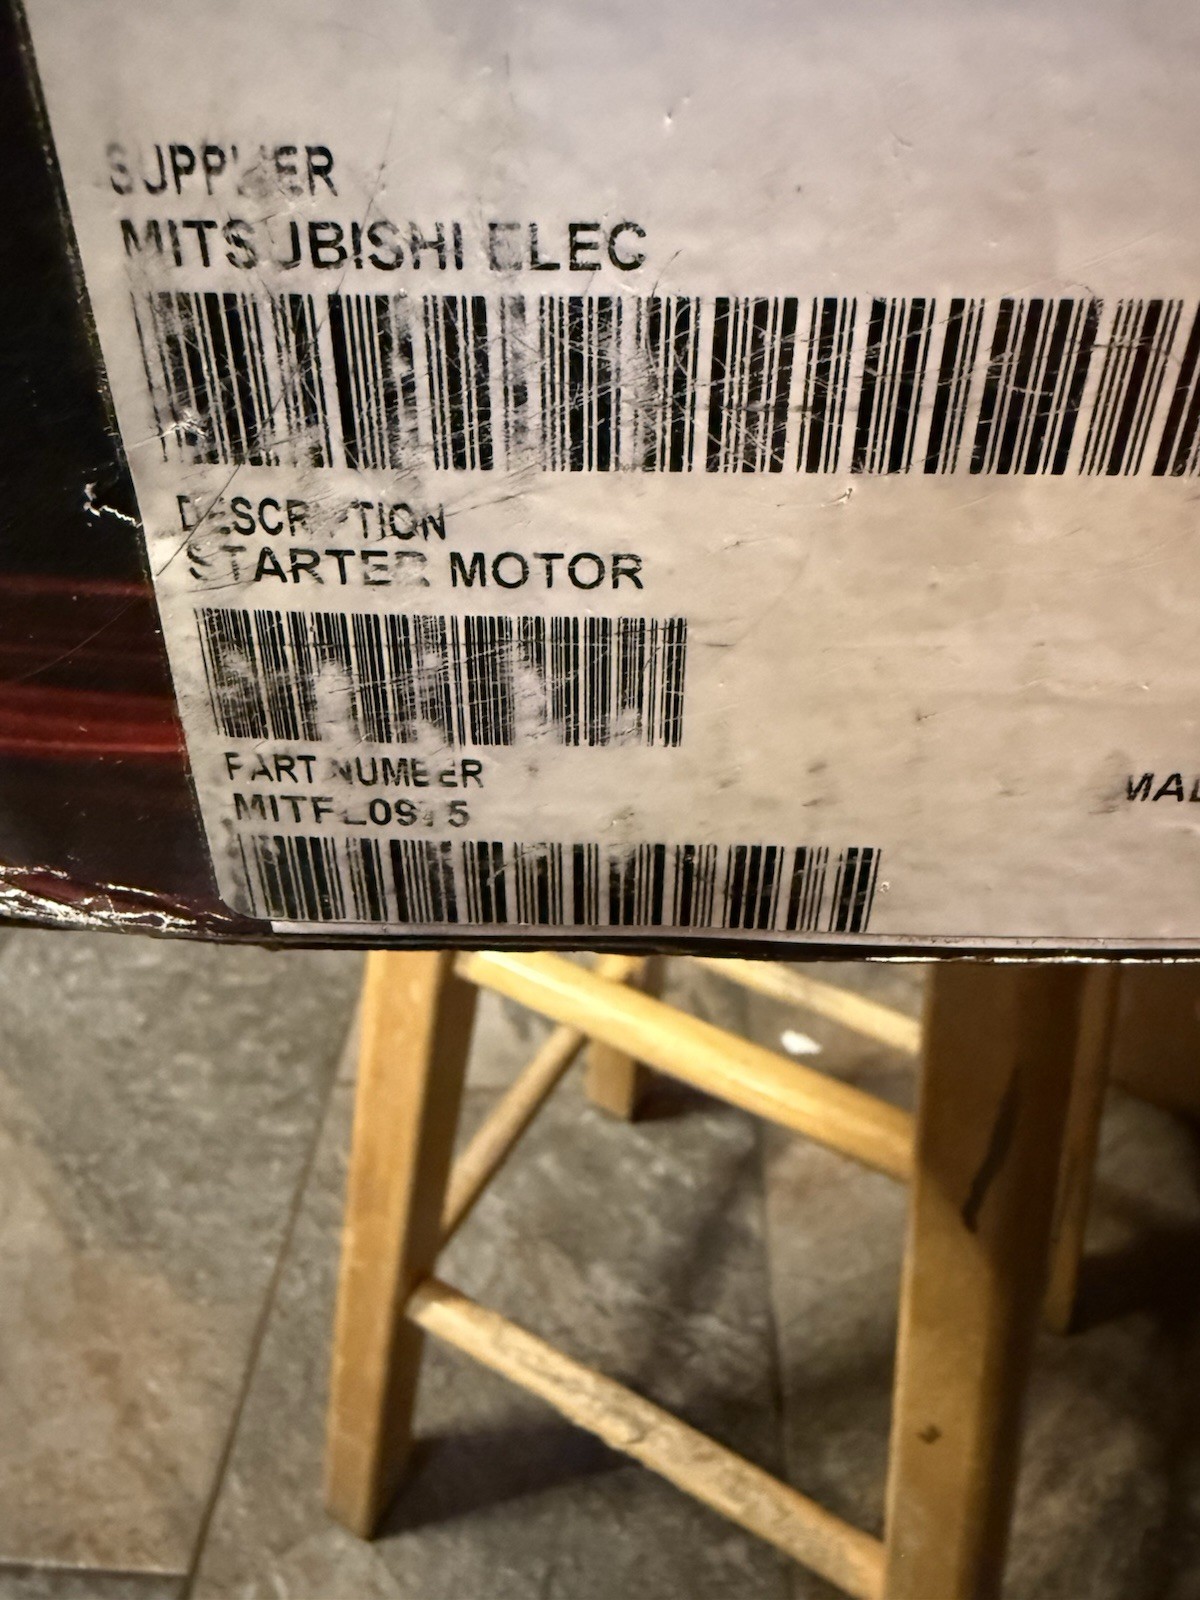 SUPPLIER
MITSUBISHI ELEC
DESCRIPTION
STARTER MOTOR
PART NUMBER